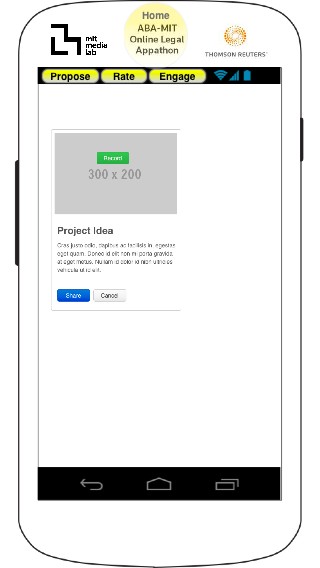 Home
ABA-MIT
Online Legal
Appathon
mit
media
lab
THOMSON REUTERS
Propose Rate Engage
Record
300 x 200
Project Idea
Cras justo odio, dapibus ac facilisis in, egestas
eget quam. Donec id elit non mi porta gravida
at eget metus. Nullam id dolor id nibh ultricies
vehicula ut id elit.
Share Cancel